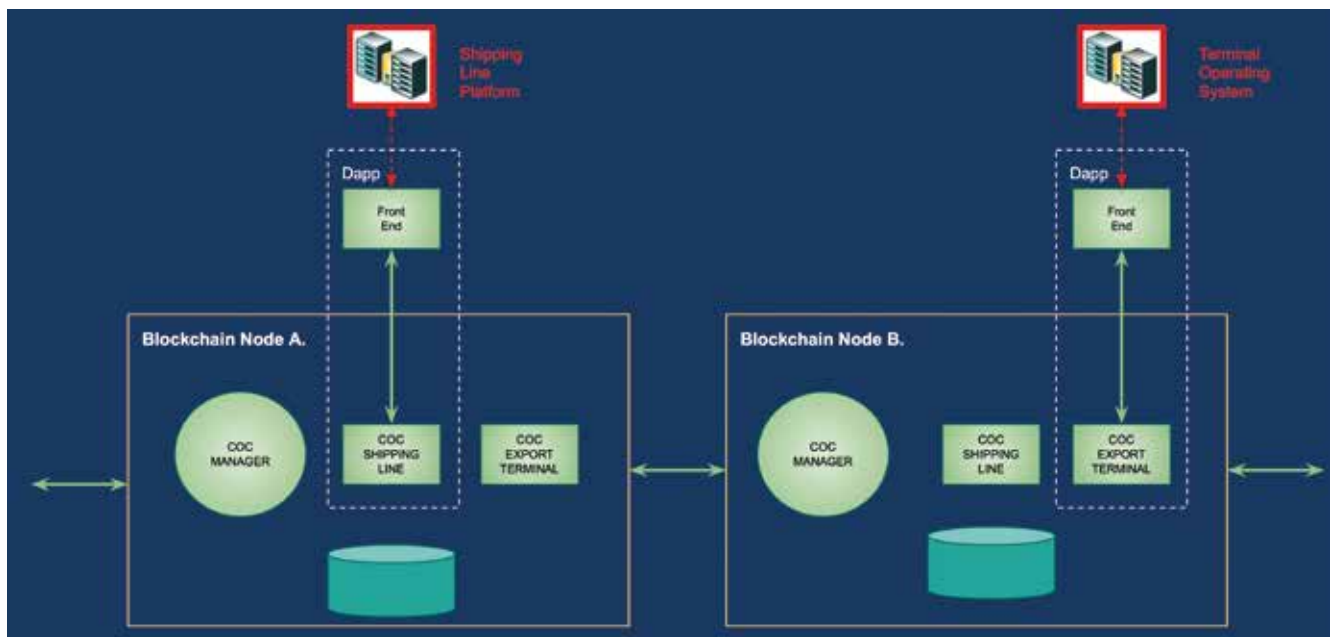 Shipping
Line
Platform
Terminal
Operating
System
Dapp
Front
End
Dapp
Front
End
Blockchain Node A.
COC
MANAGER
COC
SHIPPING
LINE
COC
EXPORT
TERMINAL
Blockchain Node B.
COC
MANAGER
COC
SHIPPING
LINE
COC
EXPORT
TERMINAL